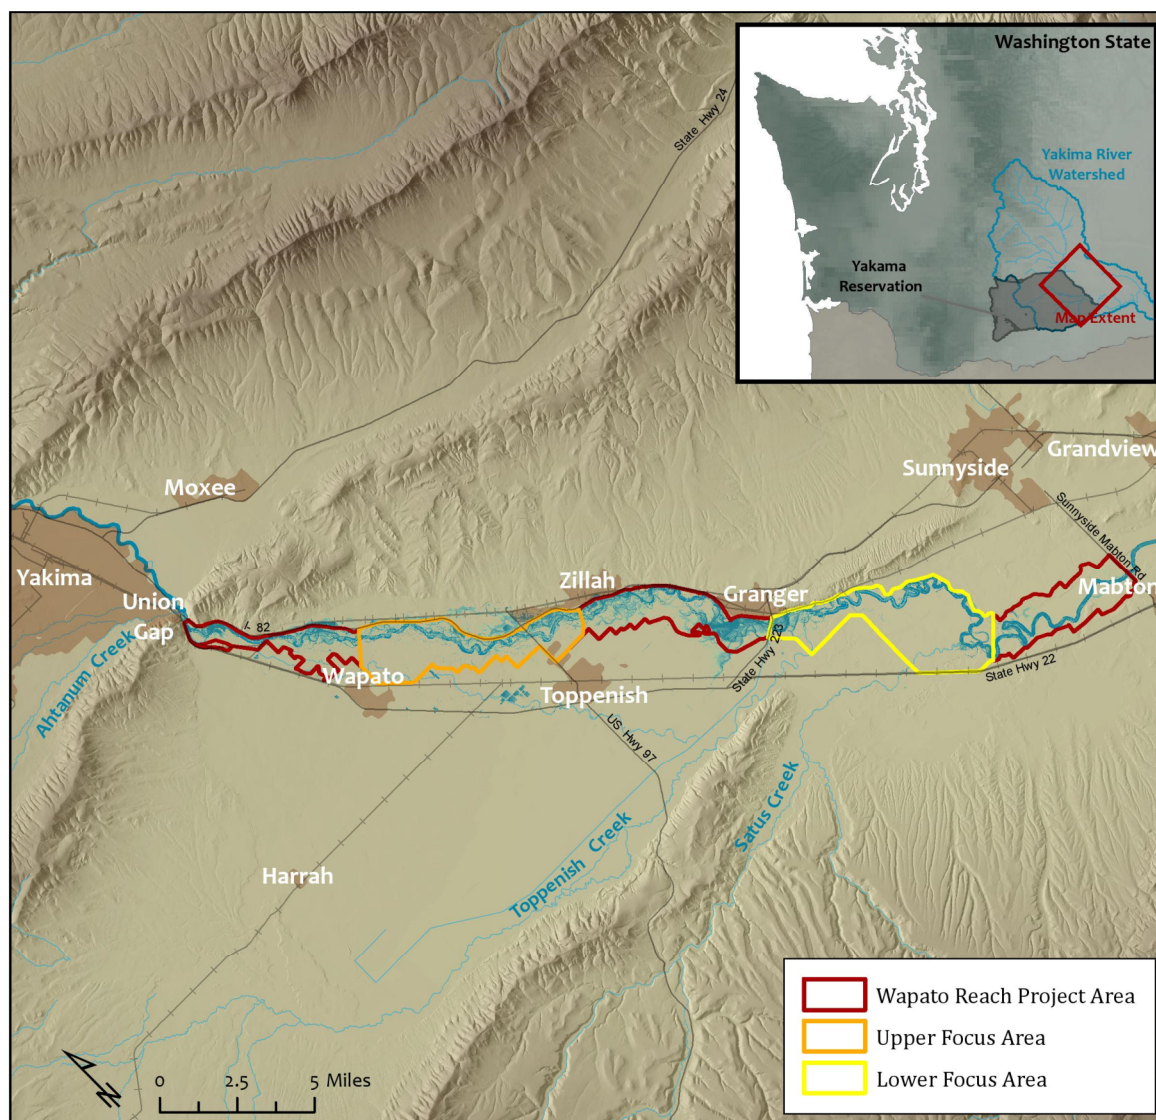 Washington State
State Hwy 24
Yakima River
Watershed
Yakama
Reservation
Map Extent
Moxee
Sunnyside
Grandview
Sunnyside Mabton Rd
Yakima
Union
Gap
I- 82
Zillah
Granger
Mabton
Ahtanum Creek
Wapato
Toppenish
State Hwy 223
State Hwy 22
US Hwy 97
Satus Creek
Toppenish Creek
Harrah
Wapato Reach Project Area
Upper Focus Area
Lower Focus Area
N
0 2.5 5 Miles